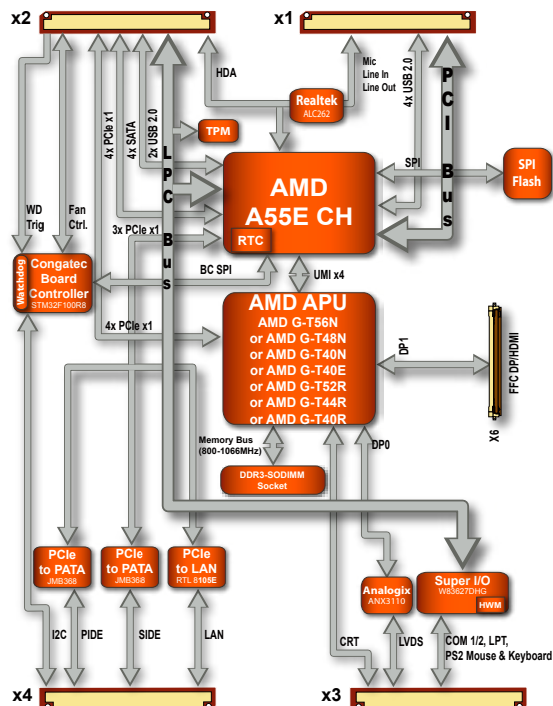 x2
x1
HDA
Mic
Line In
Line Out
Realtek
ALC262
4x PCIe x1
4x SATA
2x USB 2.0
4x USB 2.0
PCI Bus
LPC Bus
TPM
SPI
SPI
Flash
AMD
A55E CH
RTC
WD
Trig
Fan
Ctrl.
3x PCIe x1
Watchdog
Congatec
Board
Controller
STM32F100R8
BC SPI
UMI x4
4x PCIe x1
AMD APU
AMD G-T56N
or AMD G-T48N
or AMD G-T40N
or AMD G-T40E
or AMD G-T52R
or AMD G-T44R
or AMD G-T40R
DP1
FFC DP/HDMI
X6
Memory Bus
(800-1066MHz)
DP0
DDR3-SODIMM
Socket
PCIe
to PATA
JMB368
PCIe
to PATA
JMB368
PCIe
to LAN
RTL 8105E
Analogix
ANX3110
Super I/O
W83627DHG
HWM
I2C
PIDE
SIDE
LAN
CRT
LVDS
COM 1/2, LPT,
PS2 Mouse & Keyboard
x4
x3